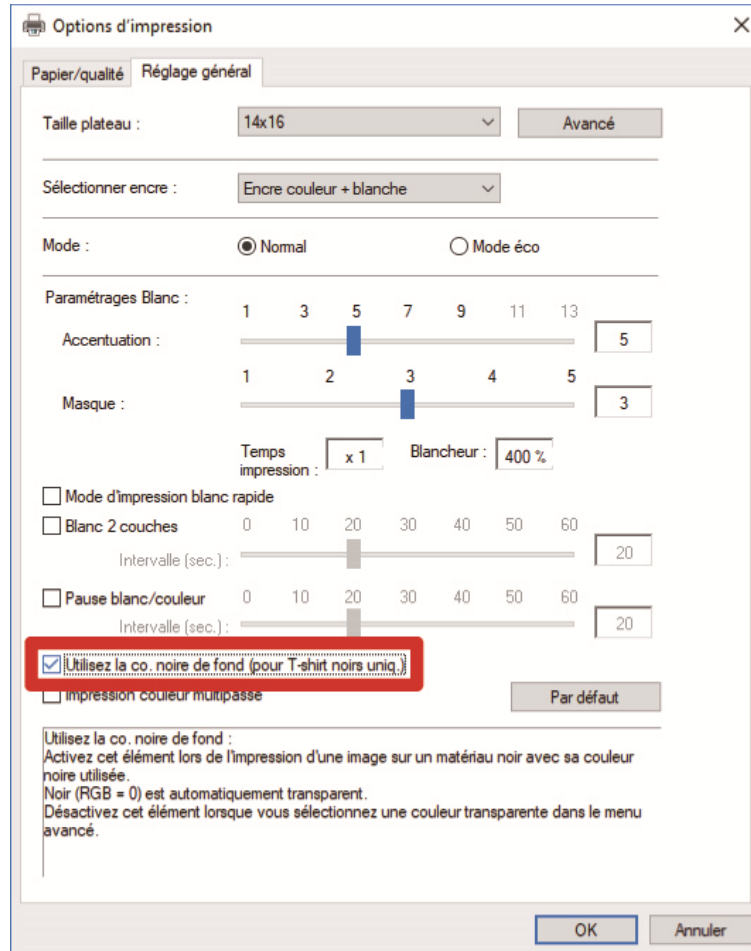 Options d'impression
Papier/qualité Réglage général
Taille plateau : 14x16 Avancé
Sélectionner encre : Encre couleur + blanche
Mode : Normal Mode éco
Paramétrages Blanc :
1 3 5 7 9 11 13
Accentuation : 5
1 2 3 4 5
Masque : 3
Temps impression : x 1 Blancheur : 400 %
Mode d'impression blanc rapide
Blanc 2 couches 0 10 20 30 40 50 60
Intervalle (sec.) : 20
Pause blanc/couleur 0 10 20 30 40 50 60
Intervalle (sec.) : 20
Utilisez la co. noire de fond (pour T-shirt noirs uniq.)
Impression couleur multipasse Par défaut
Utilisez la co. noire de fond :
Activez cet élément lors de l'impression d'une image sur un matériau noir avec sa couleur
noire utilisée.
Noir (RGB = 0) est automatiquement transparent.
Désactivez cet élément lorsque vous sélectionnez une couleur transparente dans le menu
avancé.
OK Annuler